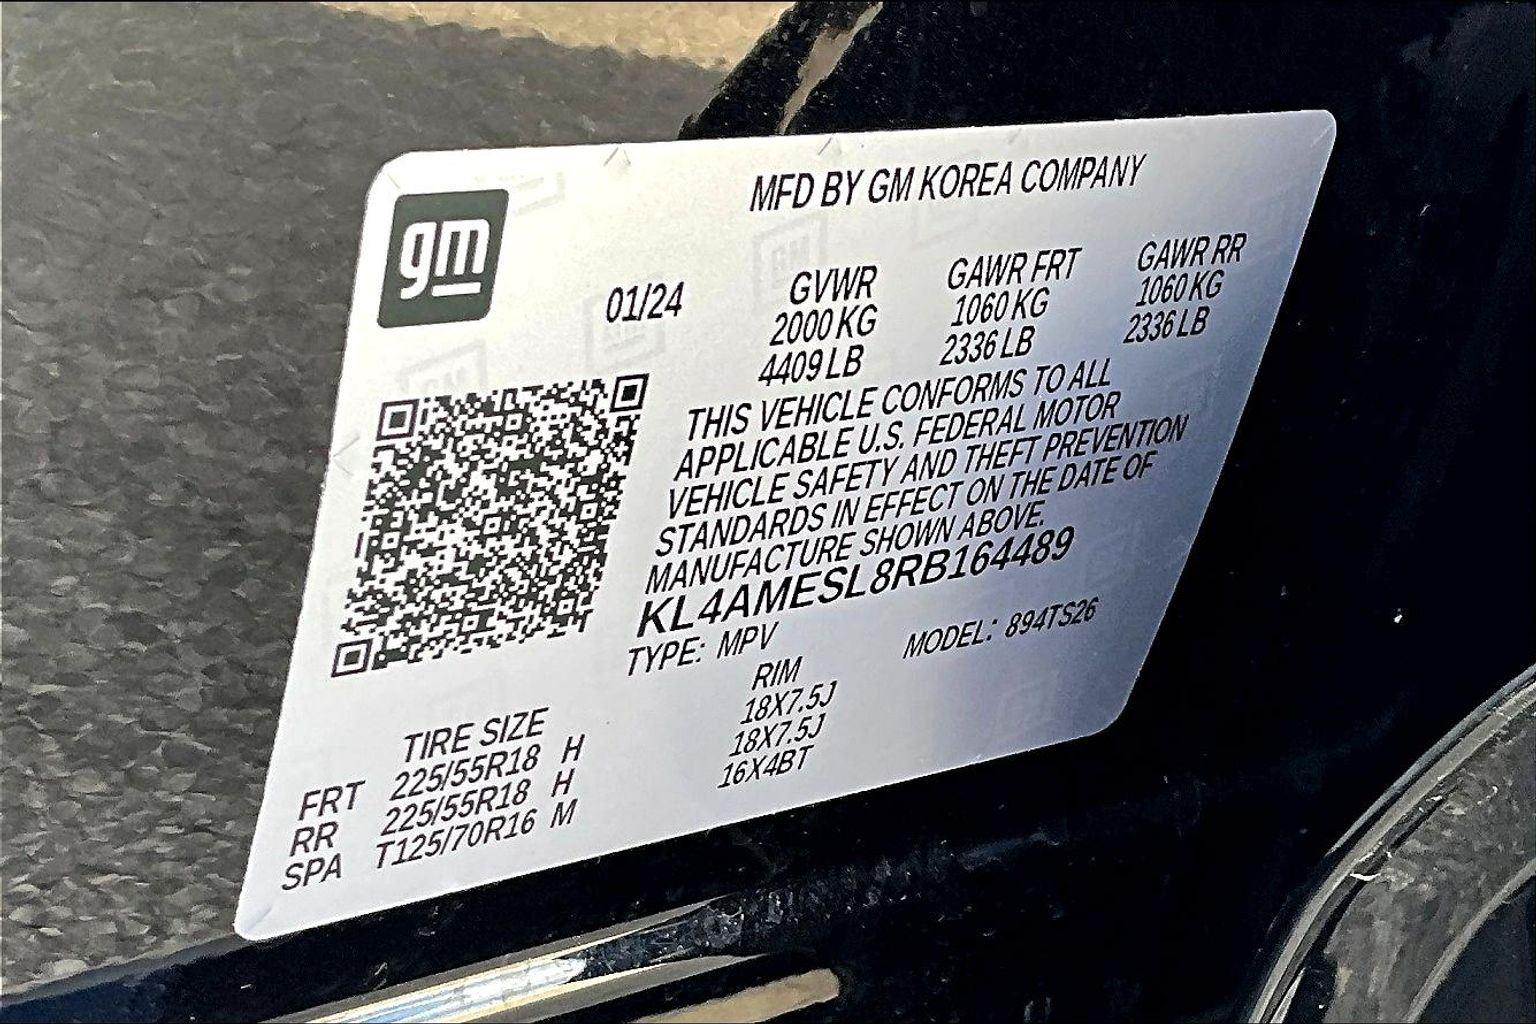 gm
MFD BY GM KOREA COMPANY
01/24
GVWR GAWR FRT GAWR RR
2000 KG 1060 KG 1060 KG
4409 LB 2336 LB 2336 LB
THIS VEHICLE CONFORMS TO ALL
APPLICABLE U.S. FEDERAL MOTOR
VEHICLE SAFETY AND THEFT PREVENTION
STANDARDS IN EFFECT ON THE DATE OF
MANUFACTURE SHOWN ABOVE.
KL4AMESL8RB164489
TYPE: MPV MODEL: 894TS26
TIRE SIZE RIM
FRT 225/55R18 H 18X7.5J
RR 225/55R18 H 18X7.5J
SPA T125/70R16 M 16X4BT